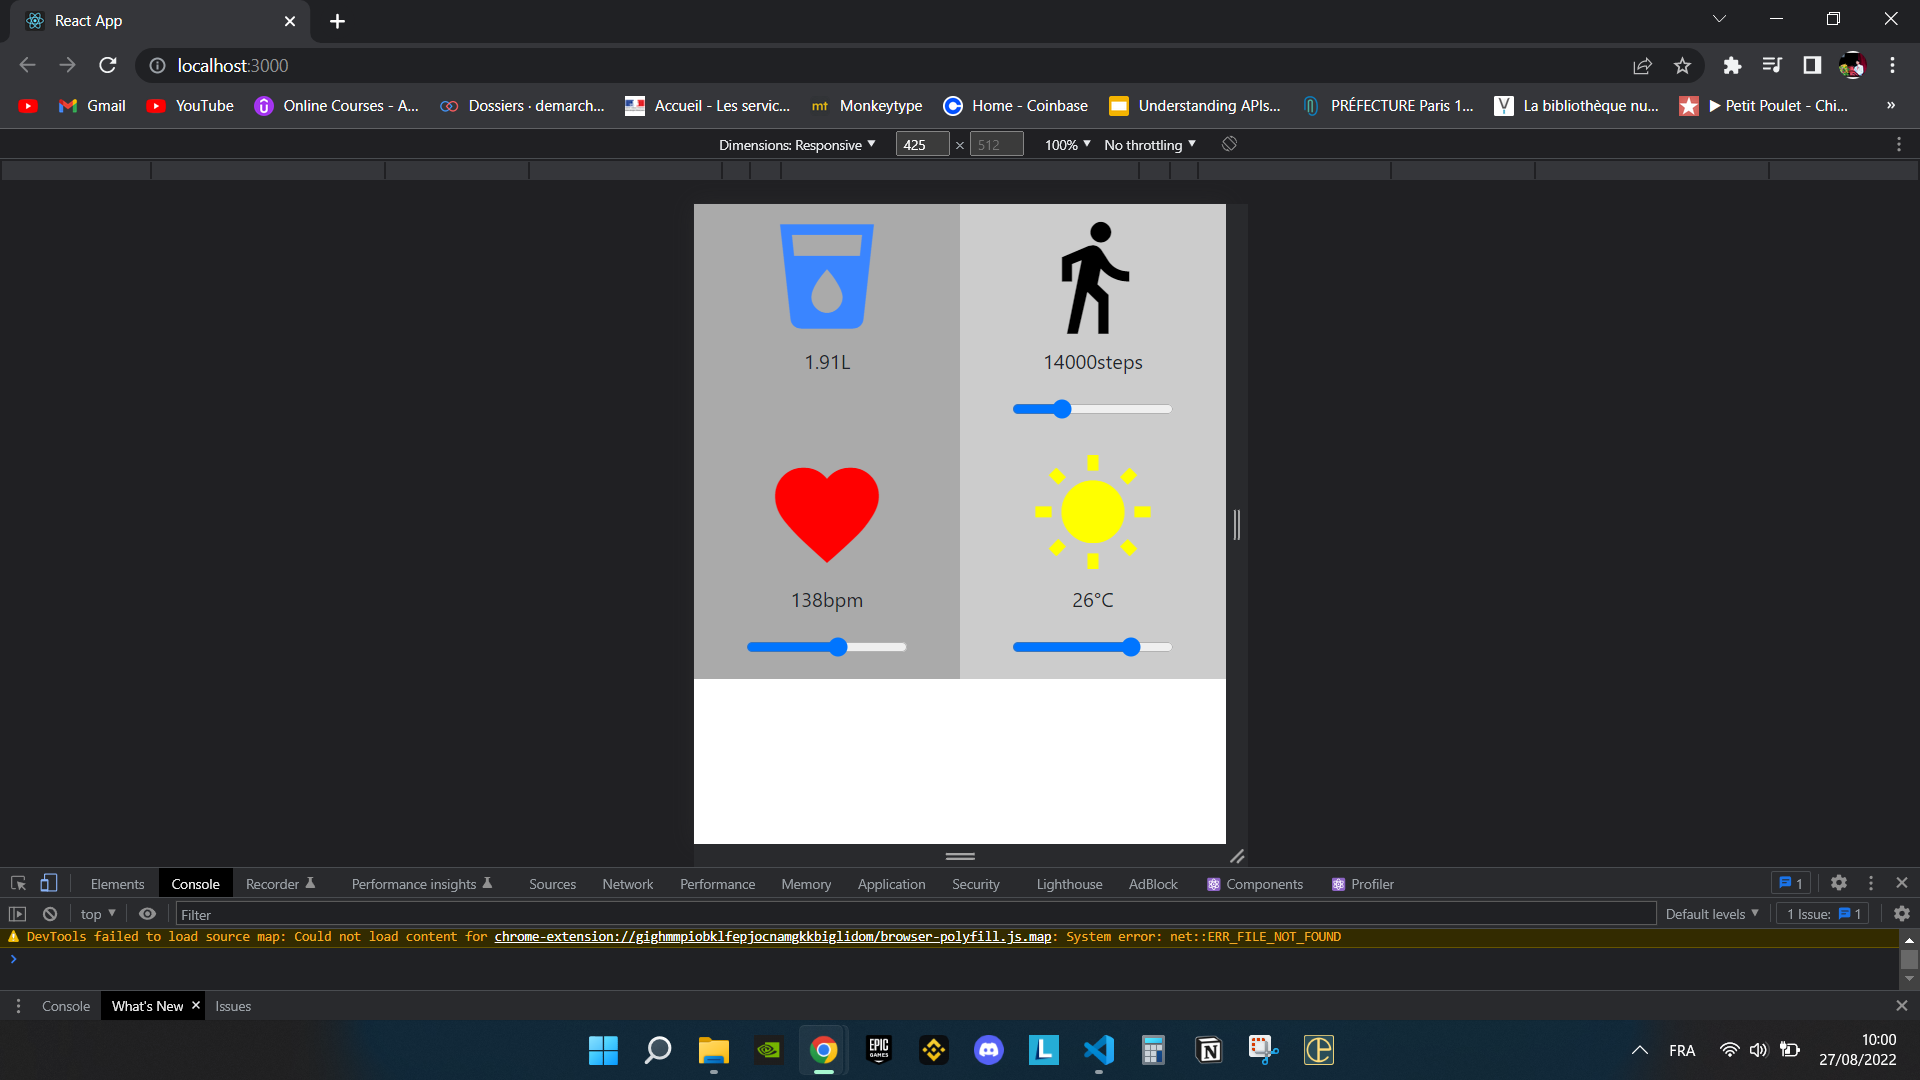 React App
localhost:3000
Gmail
YouTube
Online Courses - A...
Dossiers · demarch...
Accueil - Les servic...
mt Monkeytype
Home - Coinbase
Understanding APIs...
PRÉFECTURE Paris 1...
La bibliothèque nu...
▶ Petit Poulet - Chi...
»
Dimensions: Responsive ▼ 425 × 512 100% ▼ No throttling ▼
1.91L
14000steps
138bpm
26°C
Elements Console Recorder Performance insights Sources Network Performance Memory Application Security Lighthouse AdBlock Components Profiler 1
top ▼ Filter Default levels ▼ 1 Issue: 1
DevTools failed to load source map: Could not load content for chrome-extension://gighmmpiobklfepjocnamgkkbiglidom/browser-polyfill.js.map: System error: net::ERR_FILE_NOT_FOUND
Console What's New Issues
EPIC GAMES
L
N
FRA
10:00
27/08/2022